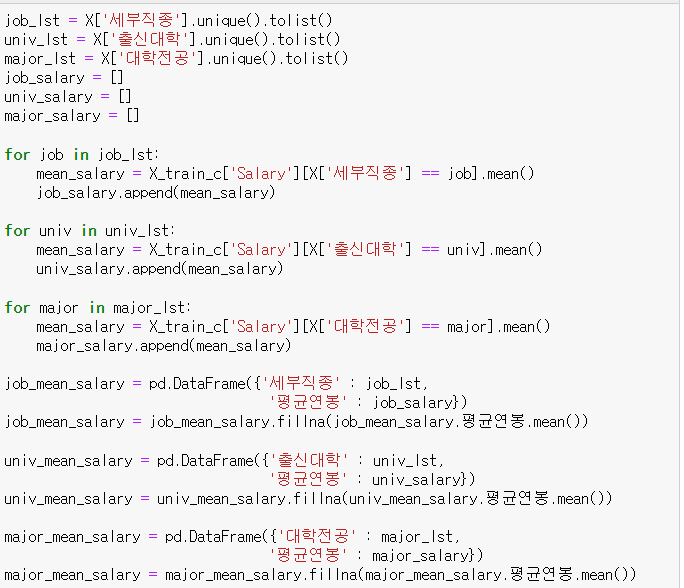 job_lst = X['세부직종'].unique().tolist()
univ_lst = X['출신대학'].unique().tolist()
major_lst = X['대학전공'].unique().tolist()
job_salary = []
univ_salary = []
major_salary = []
for job in job_lst:
    mean_salary = X_train_c['Salary'][X['세부직종'] == job].mean()
    job_salary.append(mean_salary)
for univ in univ_lst:
    mean_salary = X_train_c['Salary'][X['출신대학'] == univ].mean()
    univ_salary.append(mean_salary)
for major in major_lst:
    mean_salary = X_train_c['Salary'][X['대학전공'] == major].mean()
    major_salary.append(mean_salary)
job_mean_salary = pd.DataFrame({'세부직종' : job_lst,
                                '평균연봉' : job_salary})
job_mean_salary = job_mean_salary.fillna(job_mean_salary.평균연봉.mean())
univ_mean_salary = pd.DataFrame({'출신대학' : univ_lst,
                                '평균연봉' : univ_salary})
univ_mean_salary = univ_mean_salary.fillna(univ_mean_salary.평균연봉.mean())
major_mean_salary = pd.DataFrame({'대학전공' : major_lst,
                                '평균연봉' : major_salary})
major_mean_salary = major_mean_salary.fillna(major_mean_salary.평균연봉.mean())